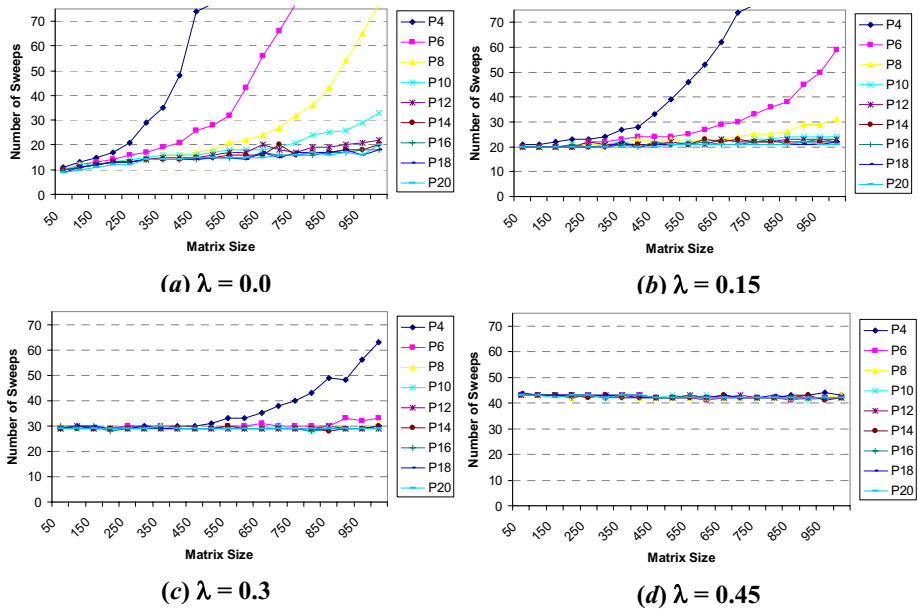 Number of Sweeps
70
60
50
40
30
20
10
0
50
150
250
350
450
550
650
750
850
950
Matrix Size
P4
P6
P8
P10
P12
P14
P16
P18
P20
(a) λ = 0.0
Number of Sweeps
70
60
50
40
30
20
10
0
50
150
250
350
450
550
650
750
850
950
Matrix Size
P4
P6
P8
P10
P12
P14
P16
P18
P20
(b) λ = 0.15
Number of Sweeps
70
60
50
40
30
20
10
0
50
150
250
350
450
550
650
750
850
950
Matrix Size
P4
P6
P8
P10
P12
P14
P16
P18
P20
(c) λ = 0.3
Number of Sweeps
70
60
50
40
30
20
10
0
50
150
250
350
450
550
650
750
850
950
Matrix Size
P4
P6
P8
P10
P12
P14
P16
P18
P20
(d) λ = 0.45